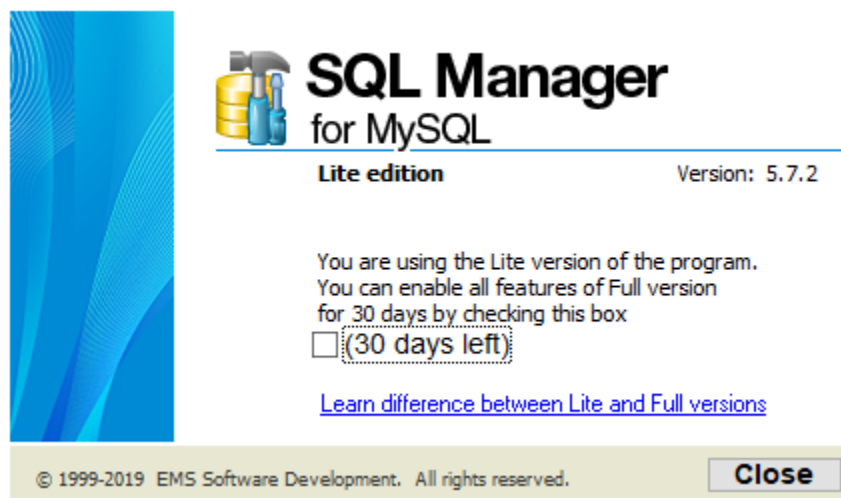 SQL Manager
for MySQL
Lite edition Version: 5.7.2
You are using the Lite version of the program.
You can enable all features of Full version
for 30 days by checking this box
(30 days left)
Learn difference between Lite and Full versions
© 1999-2019 EMS Software Development. All rights reserved. Close